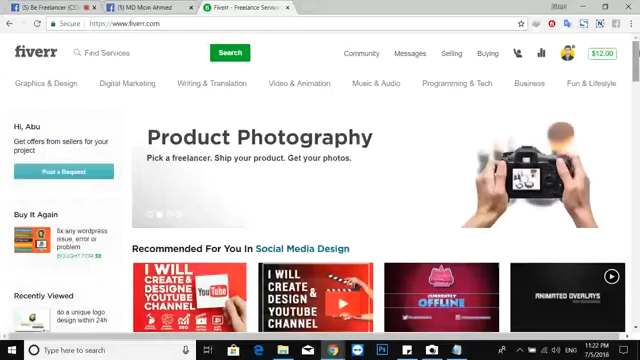 Be Freelancer (CS
MD Moin Ahmed
Fiverr - Freelance Service
Secure
https://www.fiverr.com
fiverr
Find Services
Search
Community
Messages
Selling
Buying
$12.00
Graphics & Design
Digital Marketing
Writing & Translation
Video & Animation
Music & Audio
Programming & Tech
Business
Fun & Lifestyle
Hi, Abu
Get offers from sellers for your
project
Post a Request
Product Photography
Pick a freelancer. Ship your product. Get your photos.
Buy It Again
fix any wordpress
issue, error or
problem
BOUGHT FOR
Recently Viewed
do a unique logo
design within 24h
Recommended For You In Social Media Design
I WILL
CREATE &
DESIGNE
YOUTUBE
CHANNEL
YouTube
I WILL
CREATE &
DESIGN
YOUTUBE
CHANNEL
CURRENTLY
OFFLINE
ANIMATED OVERLAYS
Type here to search
ENG
11:22 PM
7/5/2018